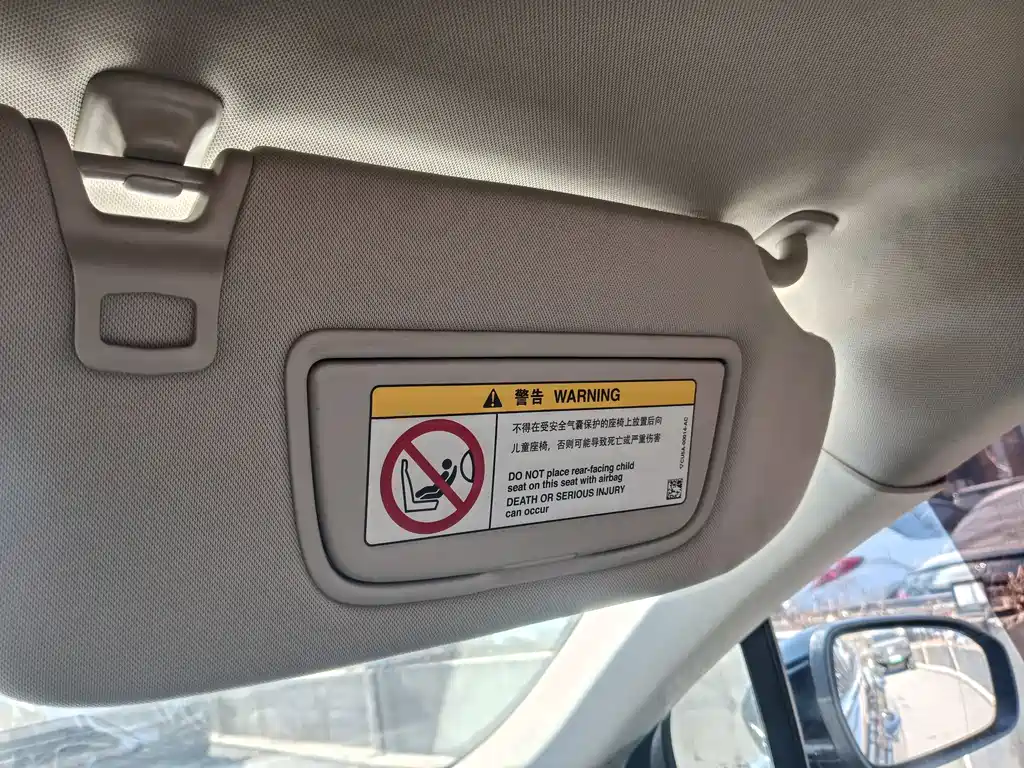 警告 WARNING
不得在受安全气囊保护的座椅上放置后向
儿童座椅，否则可能导致死亡或严重伤害
DO NOT place rear-facing child
seat on this seat with airbag
DEATH OR SERIOUS INJURY
can occur